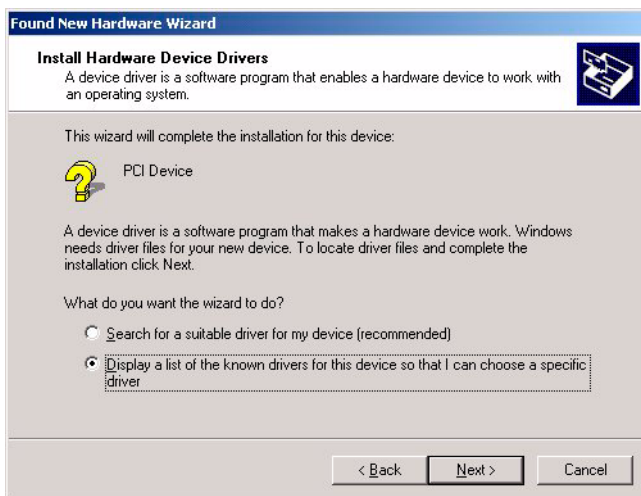 Found New Hardware Wizard
Install Hardware Device Drivers
A device driver is a software program that enables a hardware device to work with
an operating system.
This wizard will complete the installation for this device:
PCI Device
A device driver is a software program that makes a hardware device work. Windows
needs driver files for your new device. To locate driver files and complete the
installation click Next.
What do you want the wizard to do?
Search for a suitable driver for my device (recommended)
Display a list of the known drivers for this device so that I can choose a specific
driver
< Back Next > Cancel